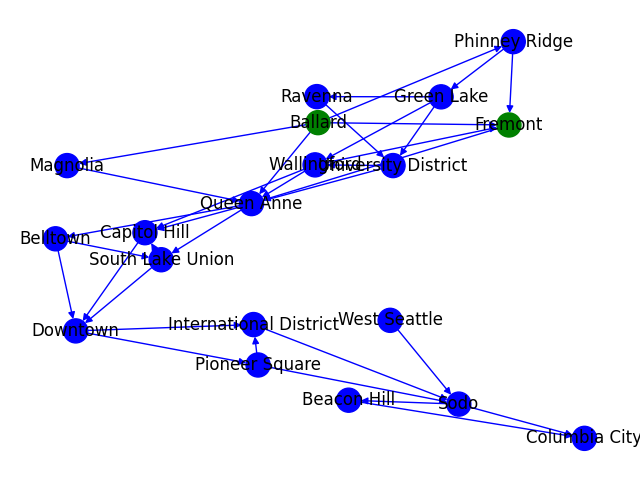 Phinney Ridge
Ravenna
Green Lake
Ballard
Fremont
Magnolia
Wallingford
University District
Queen Anne
Capitol Hill
Belltown
South Lake Union
Downtown
International District
West Seattle
Pioneer Square
Beacon Hill
Sodo
Columbia City